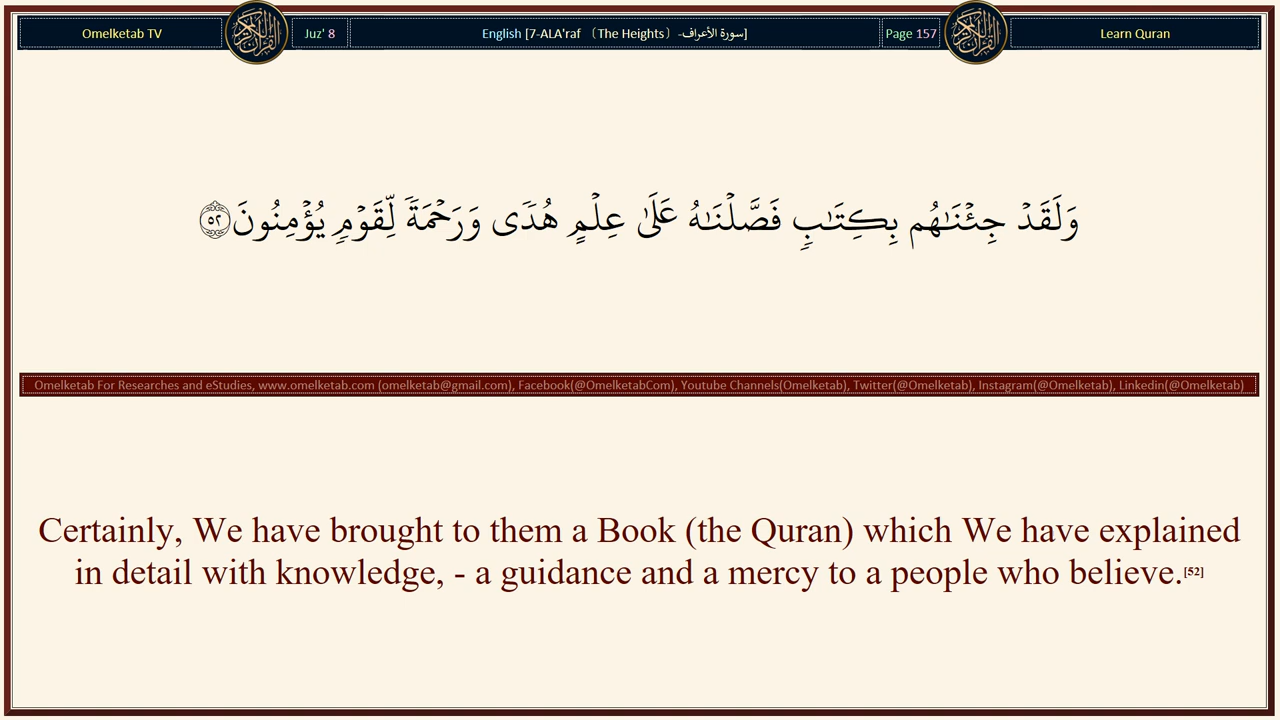 Omelketab TV
Juz' 8
English [7-ALA'raf （The Heights）-سورة الأعراف]
Page 157
Learn Quran
وَلَقَدۡ جِئۡنَٰهُم بِكِتَٰبٖ فَصَّلۡنَٰهُ عَلَىٰ عِلۡمٍ هُدٗى وَرَحۡمَةٗ لِّقَوۡمٖ يُؤۡمِنُونَ ٥٢
Omelketab For Researches and eStudies, www.omelketab.com (omelketab@gmail.com), Facebook(@OmelketabCom), Youtube Channels(Omelketab), Twitter(@Omelketab), Instagram(@Omelketab), Linkedin(@Omelketab)
Certainly, We have brought to them a Book (the Quran) which We have explained
in detail with knowledge, - a guidance and a mercy to a people who believe.[52]